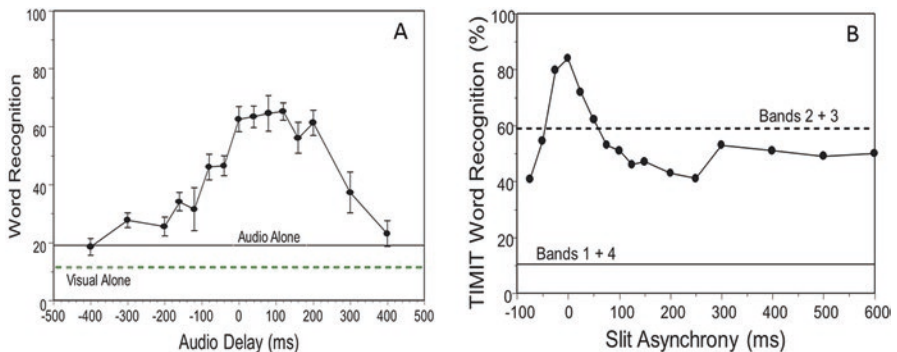 A
Word Recognition
100
80
60
40
20
0
Audio Alone
Visual Alone
-500 -400 -300 -200 -100 0 100 200 300 400 500
Audio Delay (ms)
B
TIMIT Word Recognition (%)
100
80
60
40
20
0
Bands 2 + 3
Bands 1 + 4
-100 0 100 200 300 400 500 600
Slit Asynchrony (ms)